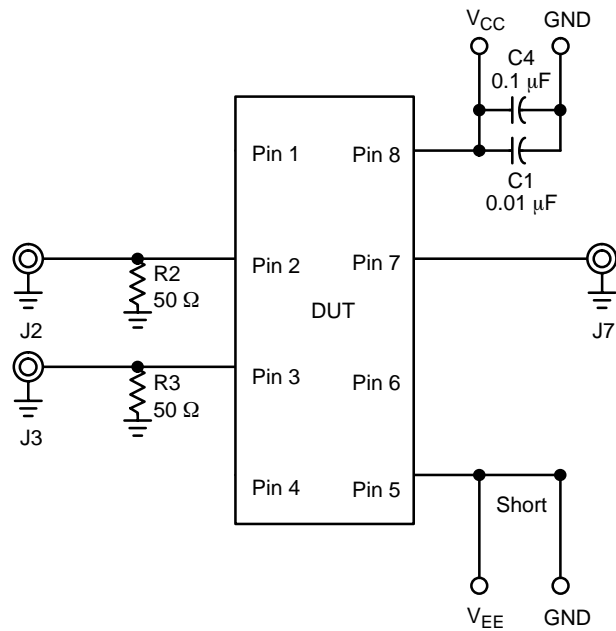 VCC GND
C4
0.1 μF
Pin 1 Pin 8
C1
0.01 μF
Pin 2 Pin 7
R2
50 Ω
DUT
J2 J7
Pin 3 Pin 6
R3
50 Ω
J3
Pin 4 Pin 5
Short
VEE GND